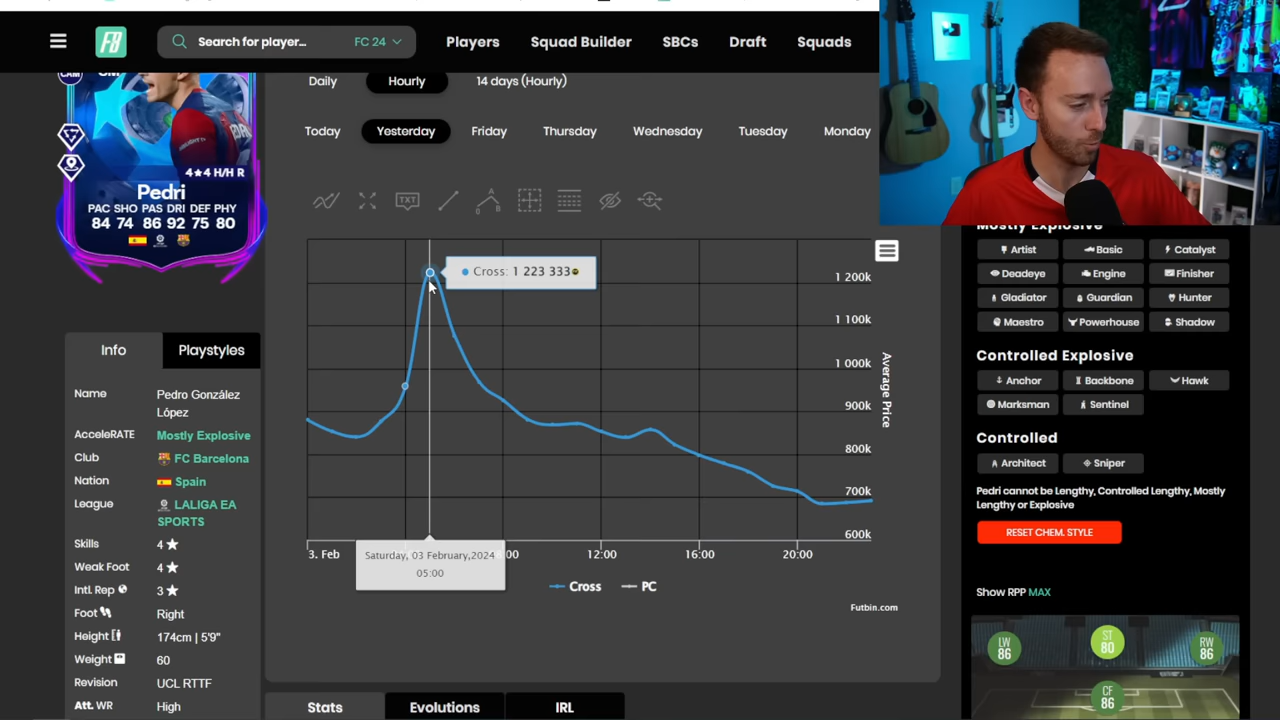 FB
Search for player...
FC 24
Players
Squad Builder
SBCs
Draft
Squads
CAM
CM
4★4 H/H R
Pedri
PAC SHO PAS DRI DEF PHY
84 74 86 92 75 80
Daily
Hourly
14 days (Hourly)
Today
Yesterday
Friday
Thursday
Wednesday
Tuesday
Monday
TXT
Cross: 1 223 333
1 200k
1 100k
1 000k
900k
800k
700k
600k
Average Price
3. Feb
:00
12:00
16:00
20:00
Saturday, 03 February,2024
05:00
Cross
PC
Futbin.com
Info
Playstyles
Name
Pedro González
López
AcceleRATE
Mostly Explosive
Club
FC Barcelona
Nation
Spain
League
LALIGA EA
SPORTS
Skills
4★
Weak Foot
4★
Intl. Rep
3★
Foot
Right
Height
174cm | 5'9"
Weight
60
Revision
UCL RTTF
Att. WR
High
Stats
Evolutions
IRL
Mostly Explosive
Artist
Basic
Catalyst
Deadeye
Engine
Finisher
Gladiator
Guardian
Hunter
Maestro
Powerhouse
Shadow
Controlled Explosive
Anchor
Backbone
Hawk
Marksman
Sentinel
Controlled
Architect
Sniper
Pedri cannot be Lengthy, Controlled Lengthy, Mostly
Lengthy or Explosive
RESET CHEM. STYLE
Show RPP MAX
LW
86
ST
80
RW
86
CF
86